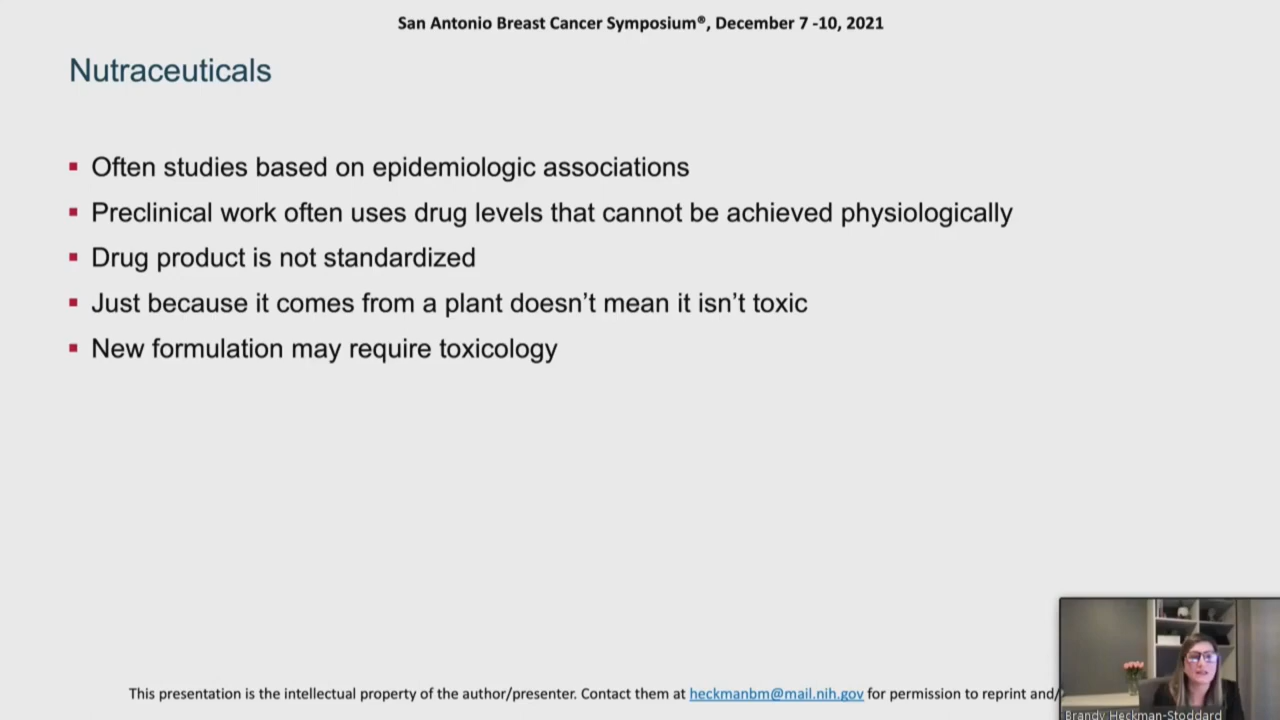 San Antonio Breast Cancer Symposium®, December 7 -10, 2021
Nutraceuticals
Often studies based on epidemiologic associations
Preclinical work often uses drug levels that cannot be achieved physiologically
Drug product is not standardized
Just because it comes from a plant doesn’t mean it isn’t toxic
New formulation may require toxicology
This presentation is the intellectual property of the author/presenter. Contact them at heckmanbm@mail.nih.gov for permission to reprint and/
Brandy Heckman-Stoddard